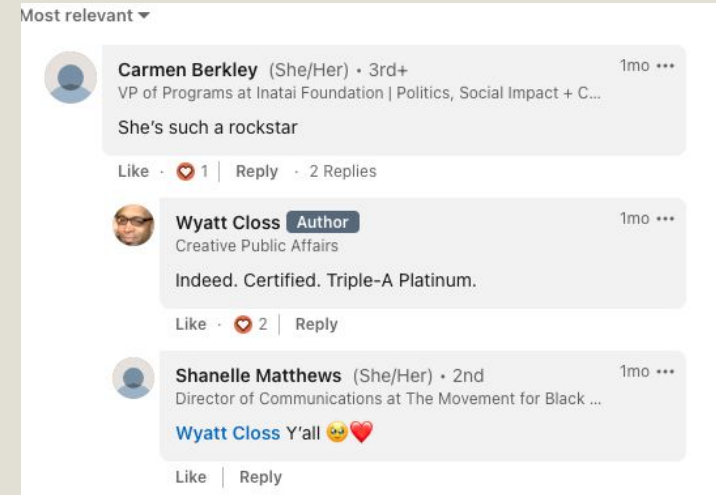 Most relevant
Carmen Berkley (She/Her) • 3rd+ 1mo •••
VP of Programs at Inatai Foundation | Politics, Social Impact + C...
She's such a rockstar
Like · 1 | Reply · 2 Replies
Wyatt Closs Author 1mo •••
Creative Public Affairs
Indeed. Certified. Triple-A Platinum.
Like · 2 | Reply
Shanelle Matthews (She/Her) • 2nd 1mo •••
Director of Communications at The Movement for Black ...
Wyatt Closs Y'all 🥹❤️
Like | Reply